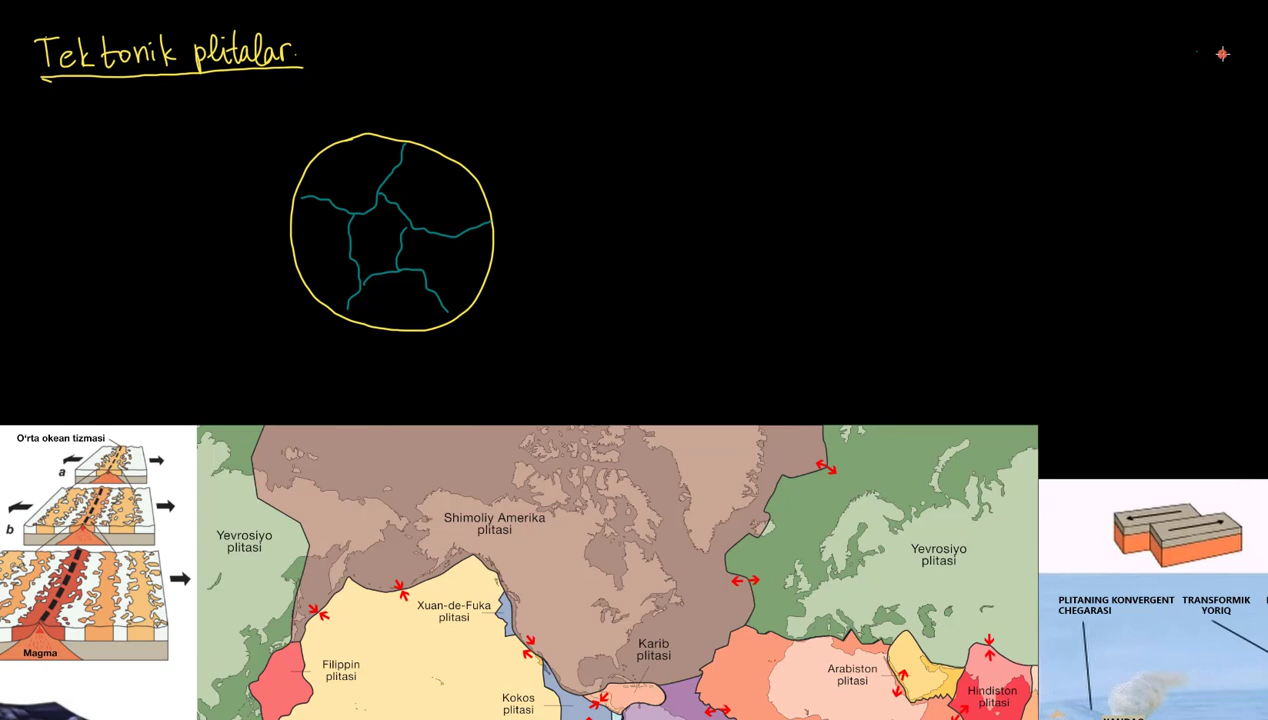 Tektonik plitalar
O'rta okean tizmasi
a
b
Magma
Yevrosiyo
plitasi
Shimoliy Amerika
plitasi
Xuan-de-Fuka
plitasi
Filippin
plitasi
Karib
plitasi
Kokos
plitasi
Yevrosiyo
plitasi
Arabiston
plitasi
Hindiston
plitasi
PLITANING KONVERGENT
CHEGARASI
TRANSFORMIK
YORIQ